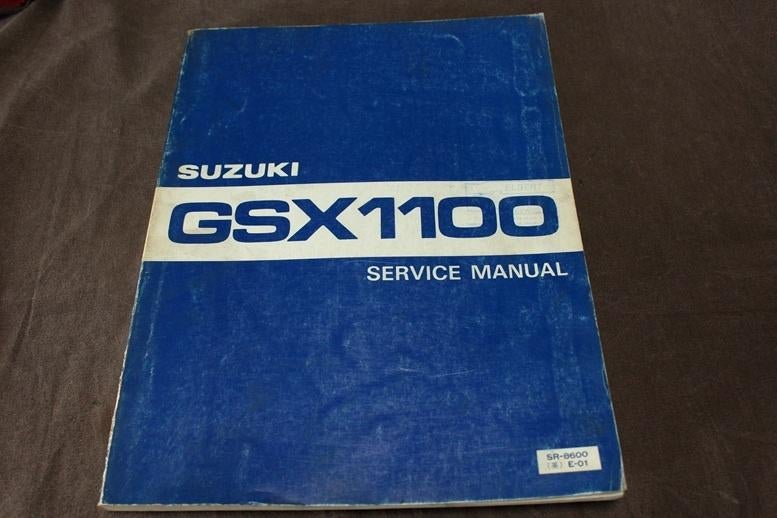 SUZUKI
GSX1100
SERVICE MANUAL
SR-8600
(英) E-01